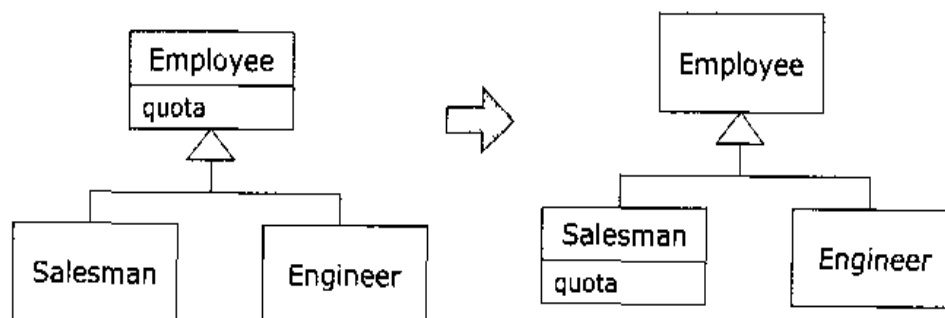 Employee
quota
Salesman
Engineer
Employee
Salesman
quota
Engineer